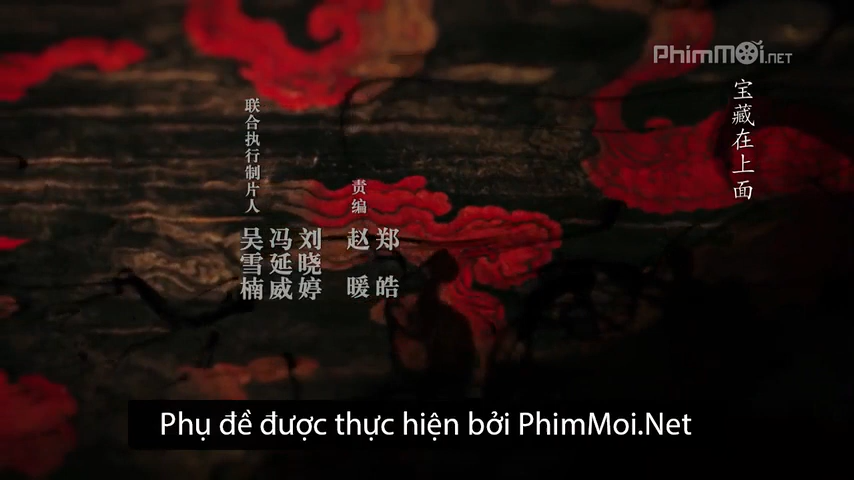 PhimMỚi.NET
宝藏在上面
责编
郑皓
赵暖
联合执行制片人
刘晓婷
冯延威
吴雪楠
Phụ đề được thực hiện bởi PhimMoi.Net